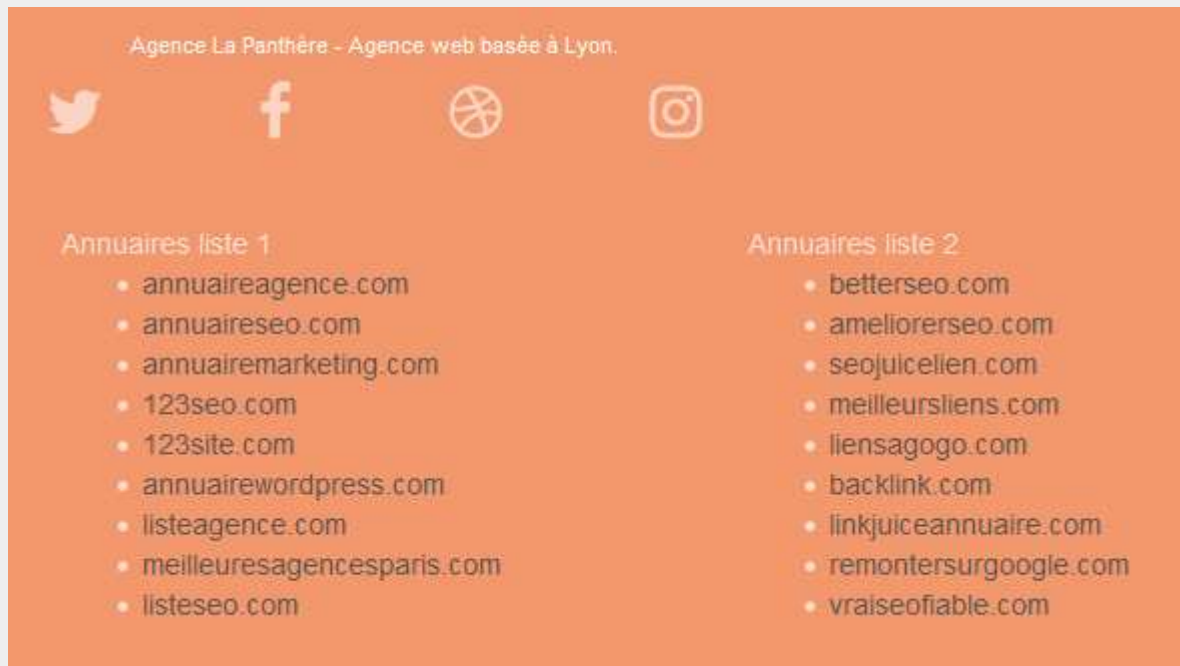 Agence La Panthère - Agence web basée à Lyon.
Annuaires liste 1
annuaireagence.com
annuaireseo.com
annuairemarketing.com
123seo.com
123site.com
annuairewordpress.com
listeagence.com
meilleuresagencesparis.com
listeseo.com
Annuaires liste 2
betterseo.com
ameliorerseo.com
seojuicelien.com
meilleursliens.com
liensagogo.com
backlink.com
linkjuiceannuaire.com
remontersurgoogle.com
vraiseofiable.com